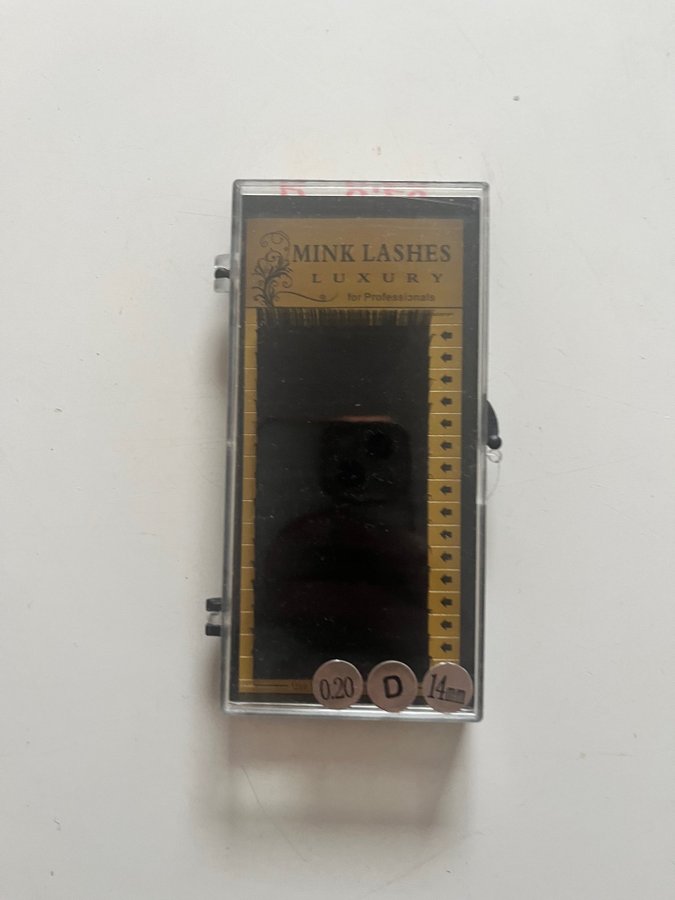 MINK LASHES
LUXURY
for Professionals
0.20 D 14mm